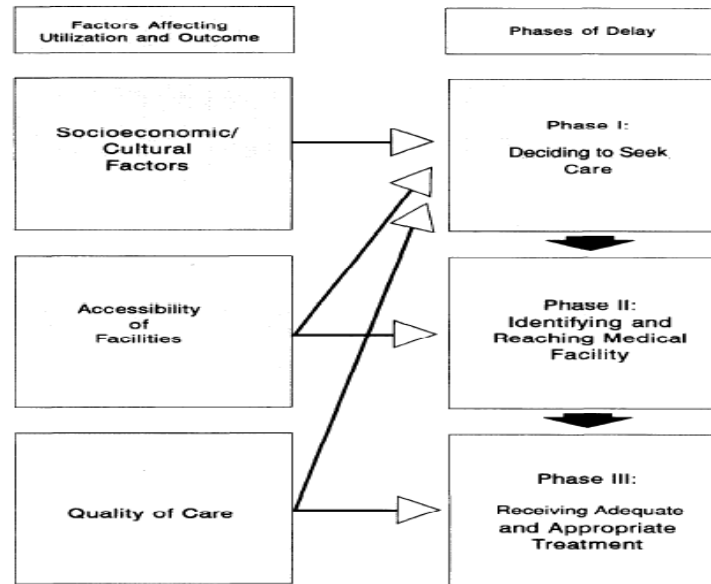 Factors Affecting
Utilization and Outcome
Phases of Delay
Socioeconomic/
Cultural
Factors
Phase I:
Deciding to Seek
Care
Accessibility
of
Facilities
Phase II:
Identifying and
Reaching Medical
Facility
Quality of Care
Phase III:
Receiving Adequate
and Appropriate
Treatment